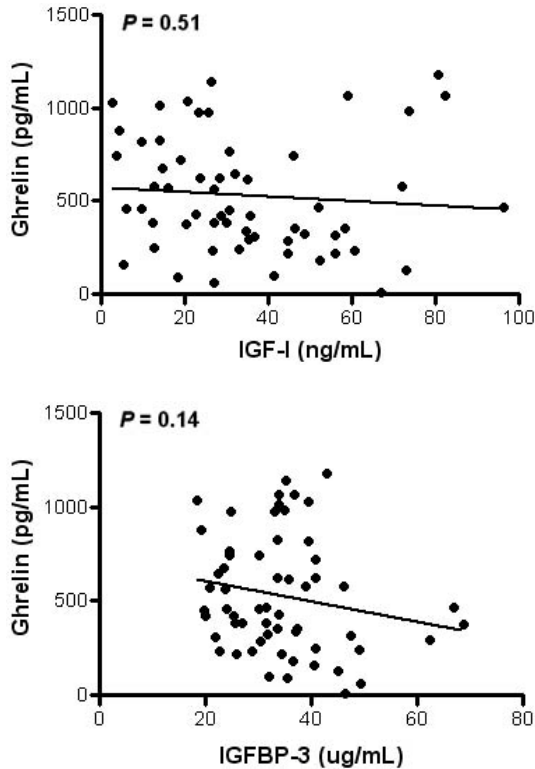 1500
P = 0.51
1000
500
0
0 20 40 60 80 100
Ghrelin (pg/mL)
IGF-I (ng/mL)
1500
P = 0.14
1000
500
0
0 20 40 60 80
Ghrelin (pg/mL)
IGFBP-3 (ug/mL)